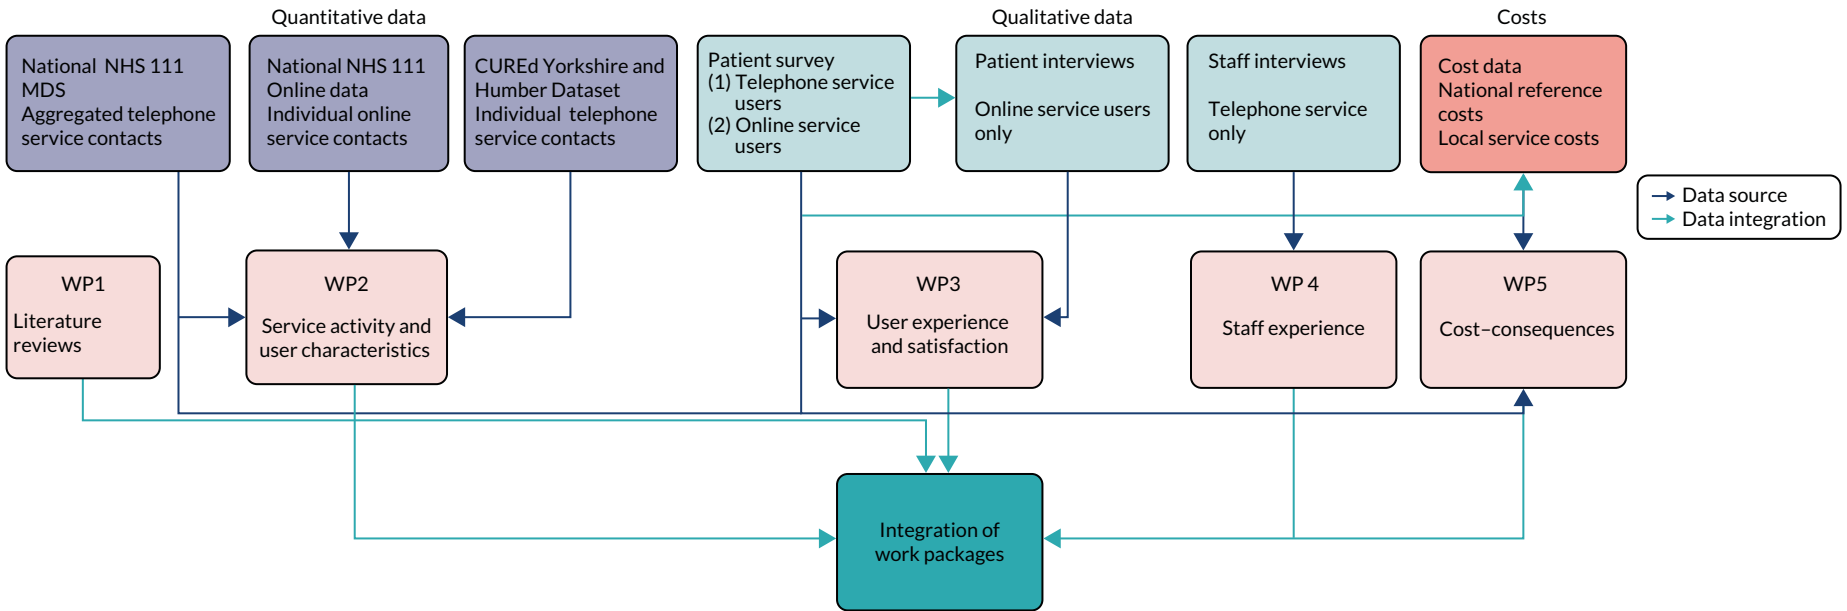 Quantitative data
Qualitative data
Costs
National NHS 111
MDS
Aggregated telephone
service contacts
National NHS 111
Online data
Individual online
service contacts
CUREd Yorkshire and
Humber Dataset
Individual telephone
service contacts
Patient survey
(1) Telephone service
users
(2) Online service
users
Patient interviews
Online service users
only
Staff interviews
Telephone service
only
Cost data
National reference
costs
Local service costs
Data source
Data integration
WP1
Literature
reviews
WP2
Service activity and
user characteristics
WP3
User experience
and satisfaction
WP 4
Staff experience
WP5
Cost–consequences
Integration of
work packages